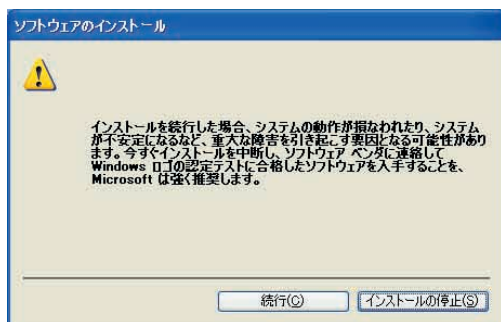 ソフトウェアのインストール
インストールを続行した場合、システムの動作が損なわれたり、システム
が不安定になるなど、重大な障害を引き起こす要因となる可能性があり
ます。今すぐインストールを中断し、ソフトウェア ベンダに連絡して
Windows ロゴの認定テストに合格したソフトウェアを入手することを、
Microsoft は強く推奨します。
続行(C)
インストールの停止(S)